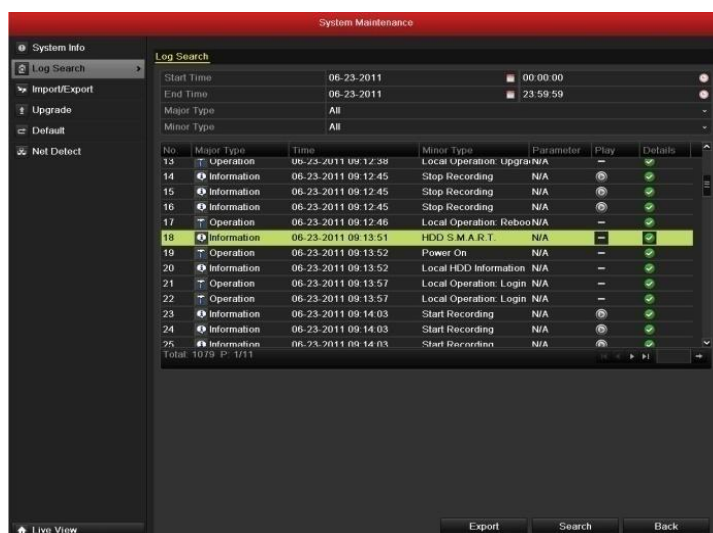 System Maintenance
System Info
Log Search
Import/Export
Upgrade
Default
Net Detect
Live View
Log Search
Start Time 06-23-2011 00:00:00
End Time 06-23-2011 23:59:59
Major Type All
Minor Type All
No. Major Type Time Minor Type Parameter Play Details
13 Operation 06-23-2011 09:12:38 Local Operation: Upgra N/A –
14 Information 06-23-2011 09:12:45 Stop Recording N/A
15 Information 06-23-2011 09:12:45 Stop Recording N/A
16 Information 06-23-2011 09:12:45 Stop Recording N/A
17 Operation 06-23-2011 09:12:46 Local Operation: Reboo N/A –
18 Information 06-23-2011 09:13:51 HDD S.M.A.R.T. N/A –
19 Operation 06-23-2011 09:13:52 Power On N/A –
20 Information 06-23-2011 09:13:52 Local HDD Information N/A –
21 Operation 06-23-2011 09:13:57 Local Operation: Login N/A –
22 Operation 06-23-2011 09:13:57 Local Operation: Login N/A –
23 Information 06-23-2011 09:14:03 Start Recording N/A
24 Information 06-23-2011 09:14:03 Start Recording N/A
25 Information 06-23-2011 09:14:03 Start Recording N/A
Total: 1079 P: 1/11
Export Search Back